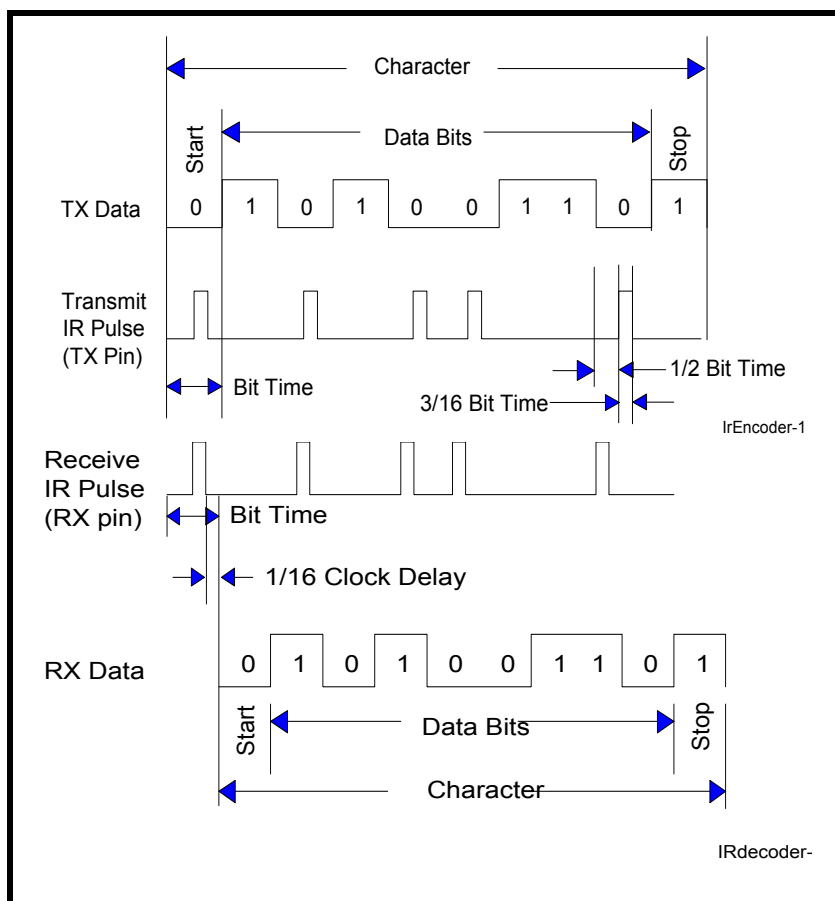 Character
Start
Data Bits
Stop
TX Data
0 1 0 1 0 0 1 1 0 1
Transmit
IR Pulse
(TX Pin)
Bit Time
1/2 Bit Time
3/16 Bit Time
IrEncoder-1
Receive
IR Pulse
(RX pin)
Bit Time
1/16 Clock Delay
RX Data
0 1 0 1 0 0 1 1 0 1
Start
Data Bits
Stop
Character
IRdecoder-